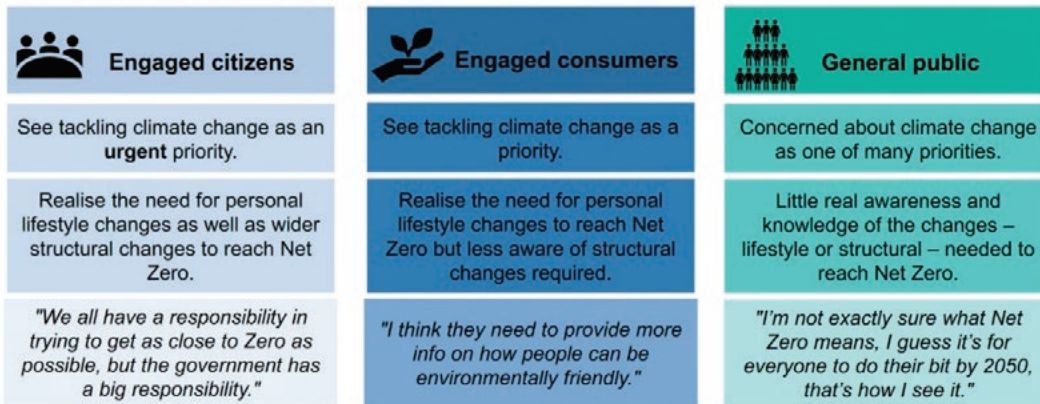 Engaged citizens
See tackling climate change as an
urgent priority.
Realise the need for personal
lifestyle changes as well as wider
structural changes to reach Net
Zero.
"We all have a responsibility in
trying to get as close to Zero as
possible, but the government has
a big responsibility."
Engaged consumers
See tackling climate change as a
priority.
Realise the need for personal
lifestyle changes to reach Net
Zero but less aware of structural
changes required.
"I think they need to provide more
info on how people can be
environmentally friendly."
General public
Concerned about climate change
as one of many priorities.
Little real awareness and
knowledge of the changes –
lifestyle or structural – needed to
reach Net Zero.
"I'm not exactly sure what Net
Zero means, I guess it's for
everyone to do their bit by 2050,
that's how I see it."